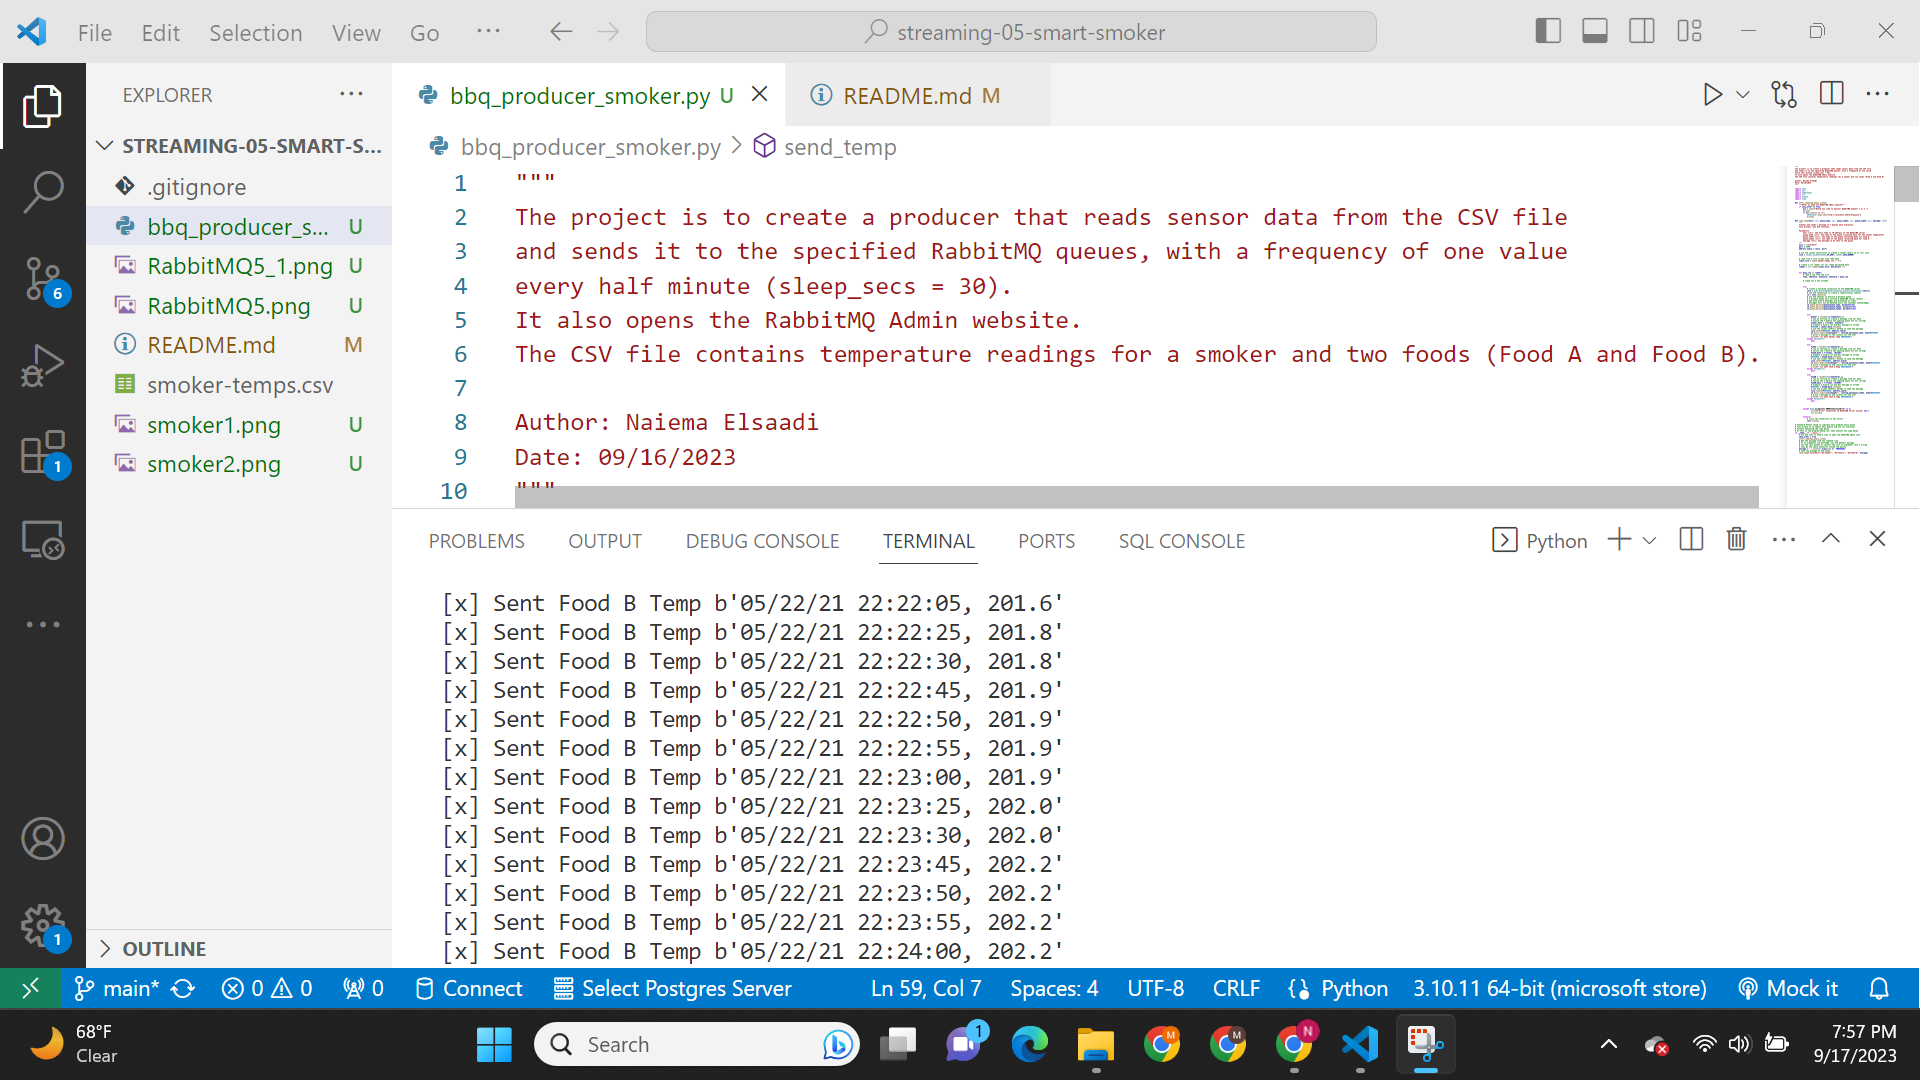 File Edit Selection View Go ··· streaming-05-smart-smoker
EXPLORER ···
STREAMING-05-SMART-S...
.gitignore
bbq_producer_s... U
RabbitMQ5_1.png U
RabbitMQ5.png U
README.md M
smoker-temps.csv
smoker1.png U
smoker2.png U
OUTLINE
6
1
1
bbq_producer_smoker.py U README.md M
bbq_producer_smoker.py > send_temp
1 """
2 The project is to create a producer that reads sensor data from the CSV file
3 and sends it to the specified RabbitMQ queues, with a frequency of one value
4 every half minute (sleep_secs = 30).
5 It also opens the RabbitMQ Admin website.
6 The CSV file contains temperature readings for a smoker and two foods (Food A and Food B).
7
8 Author: Naiema Elsaadi
9 Date: 09/16/2023
10 """
PROBLEMS OUTPUT DEBUG CONSOLE TERMINAL PORTS SQL CONSOLE Python
[x] Sent Food B Temp b'05/22/21 22:22:05, 201.6'
[x] Sent Food B Temp b'05/22/21 22:22:25, 201.8'
[x] Sent Food B Temp b'05/22/21 22:22:30, 201.8'
[x] Sent Food B Temp b'05/22/21 22:22:45, 201.9'
[x] Sent Food B Temp b'05/22/21 22:22:50, 201.9'
[x] Sent Food B Temp b'05/22/21 22:22:55, 201.9'
[x] Sent Food B Temp b'05/22/21 22:23:00, 201.9'
[x] Sent Food B Temp b'05/22/21 22:23:25, 202.0'
[x] Sent Food B Temp b'05/22/21 22:23:30, 202.0'
[x] Sent Food B Temp b'05/22/21 22:23:45, 202.2'
[x] Sent Food B Temp b'05/22/21 22:23:50, 202.2'
[x] Sent Food B Temp b'05/22/21 22:23:55, 202.2'
[x] Sent Food B Temp b'05/22/21 22:24:00, 202.2'
main* 0 0 0 Connect Select Postgres Server Ln 59, Col 7 Spaces: 4 UTF-8 CRLF Python 3.10.11 64-bit (microsoft store) Mock it
68°F
Clear
Search
1
M
M
N
7:57 PM
9/17/2023